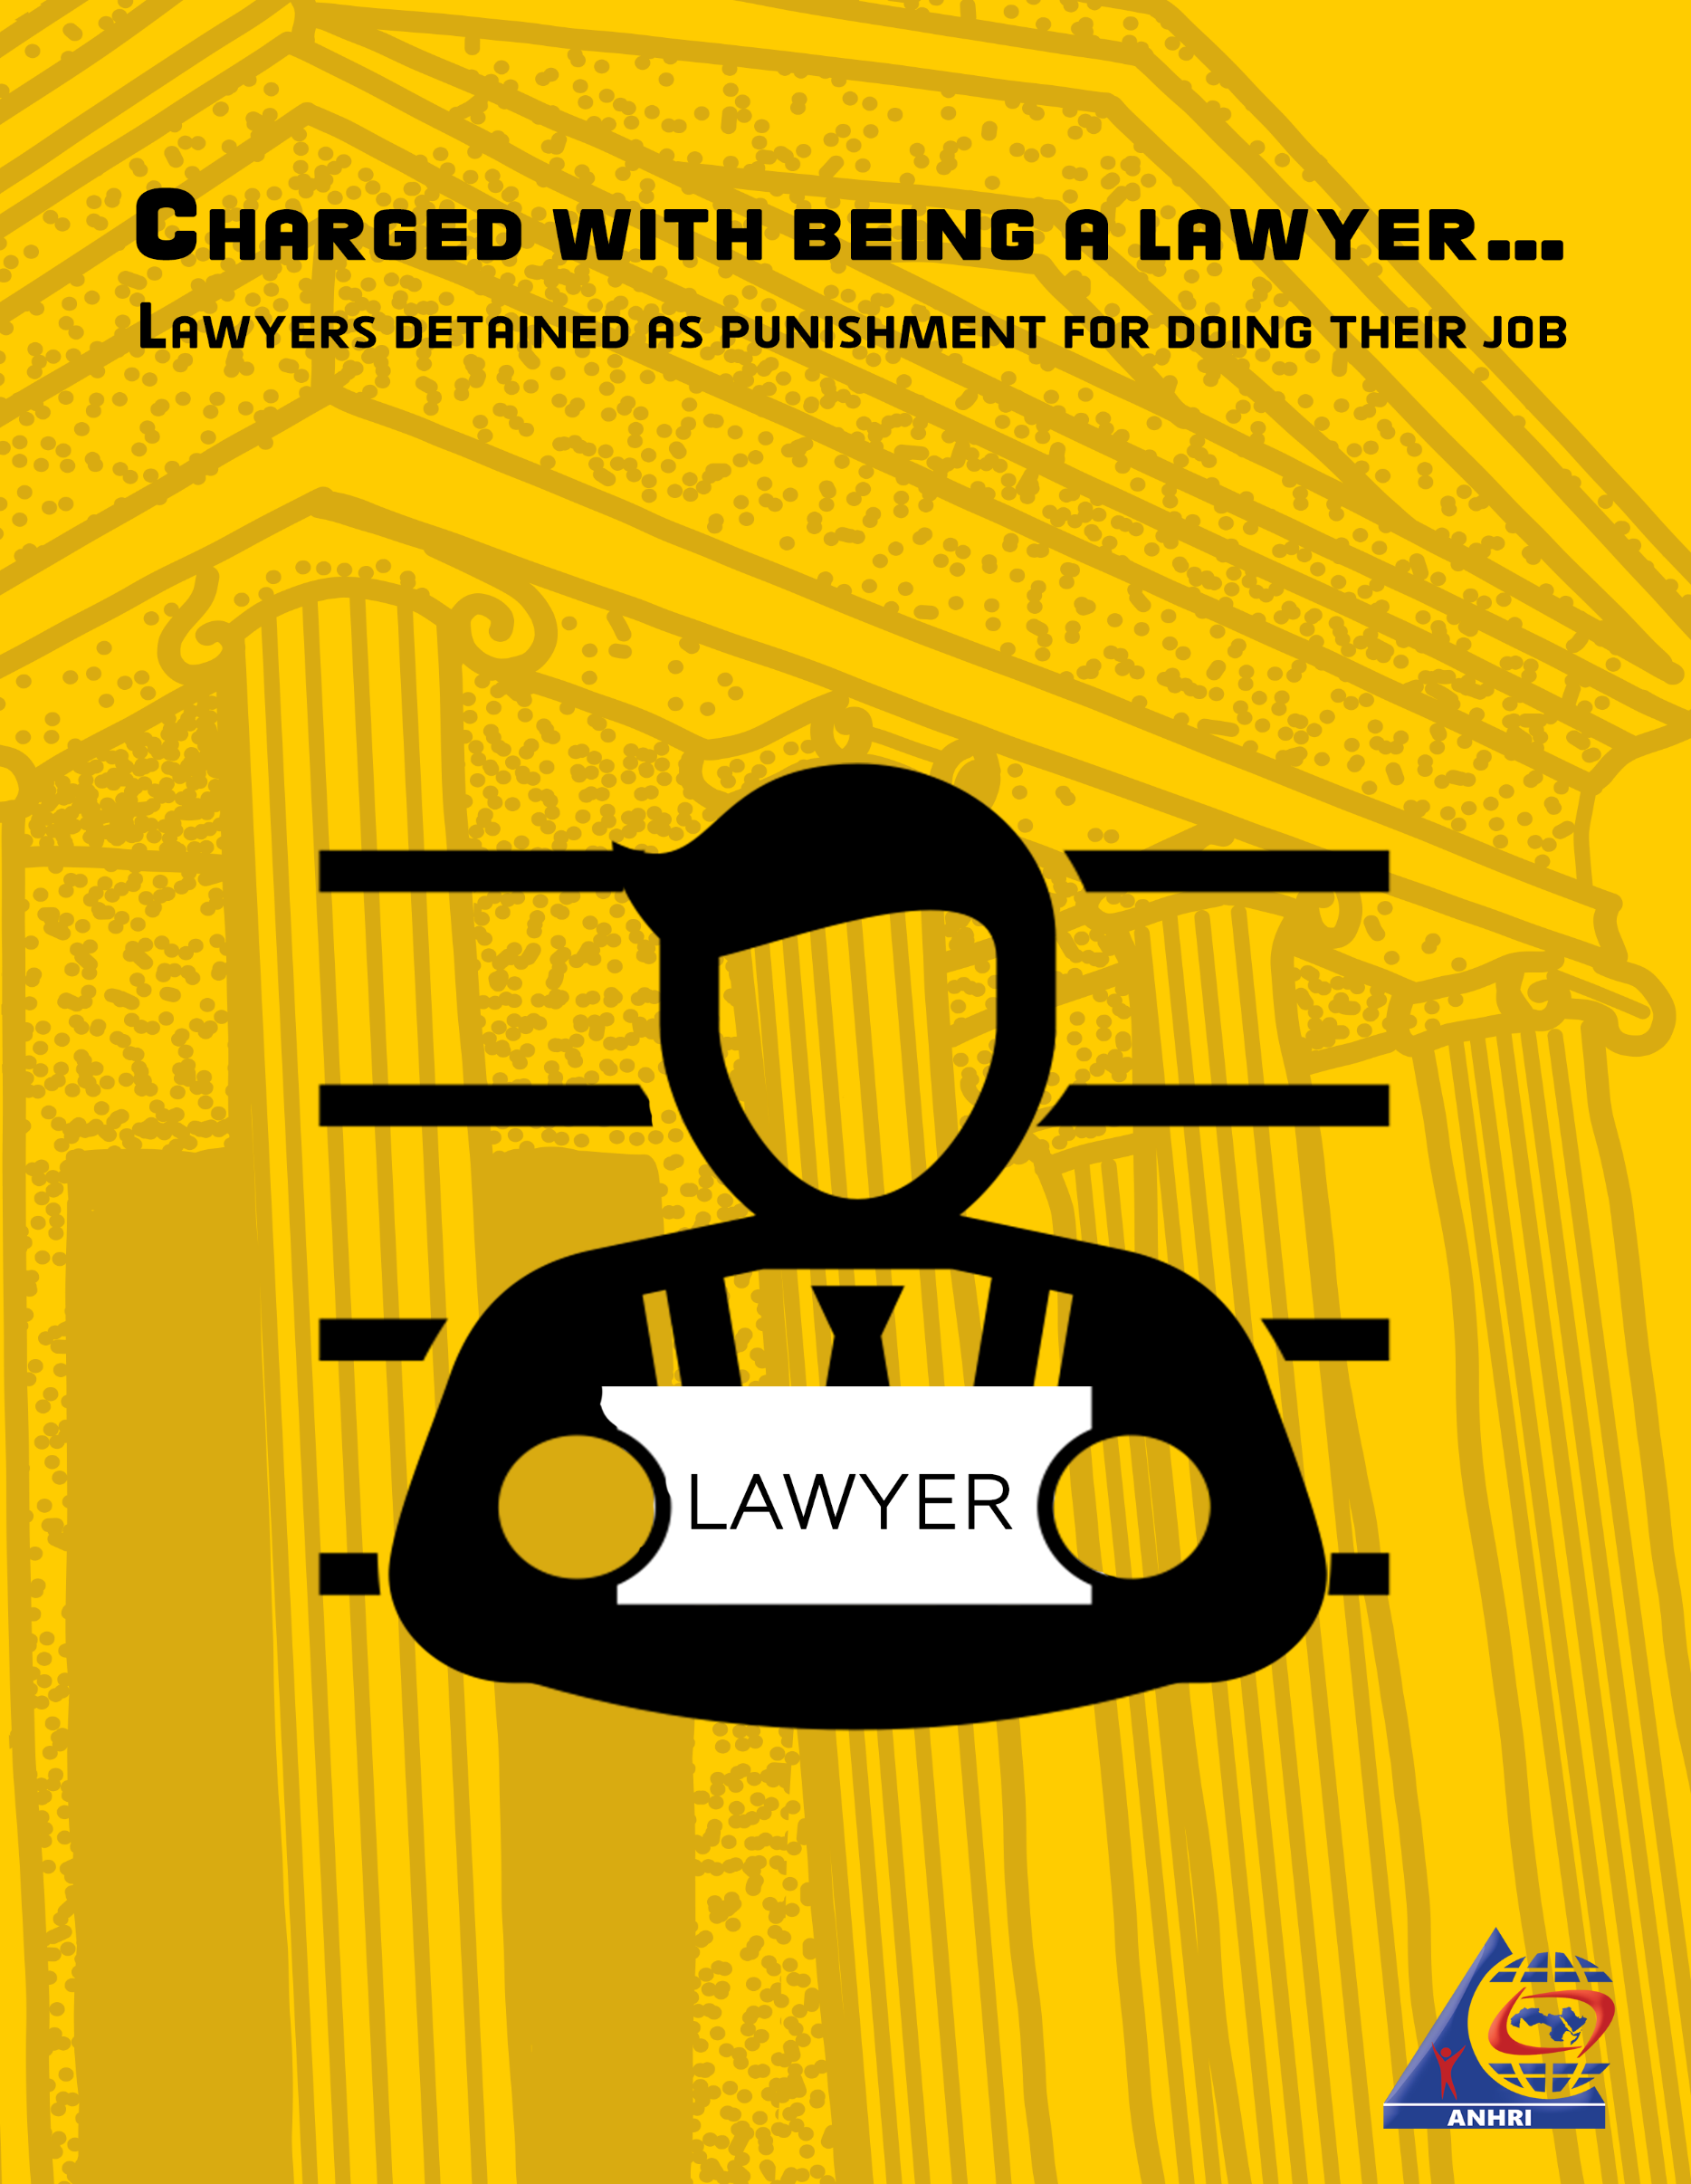 Charged with being a lawyer...
Lawyers detained as punishment for doing their job
LAWYER
ANHRI